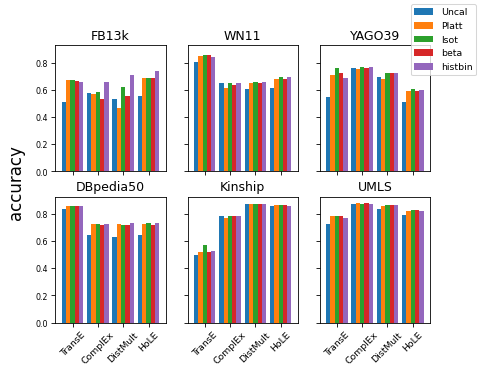 Uncal
Platt
Isot
beta
histbin
FB13k
WN11
YAGO39
0.8
0.6
0.4
0.2
0.0
accuracy
DBpedia50
Kinship
UMLS
0.8
0.6
0.4
0.2
0.0
TransE
ComplEx
DistMult
HoLE
TransE
ComplEx
DistMult
HoLE
TransE
ComplEx
DistMult
HoLE